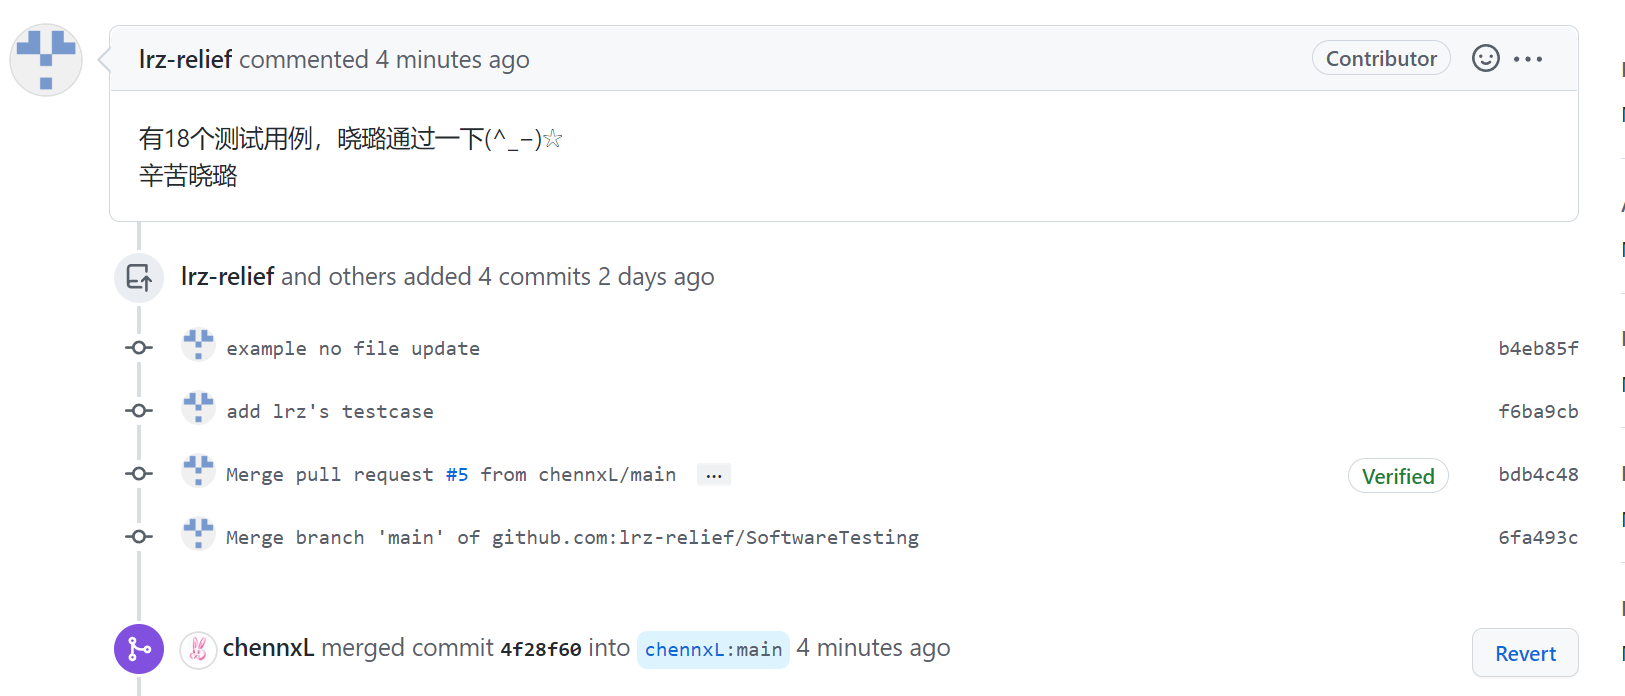 lrz-relief commented 4 minutes ago Contributor
有18个测试用例，晓璐通过一下(^_−)☆
辛苦晓璐
lrz-relief and others added 4 commits 2 days ago
example no file update b4eb85f
add lrz's testcase f6ba9cb
Merge pull request #5 from chennxL/main ... Verified bdb4c48
Merge branch 'main' of github.com:lrz-relief/SoftwareTesting 6fa493c
chennxL merged commit 4f28f60 into chennxL:main 4 minutes ago Revert